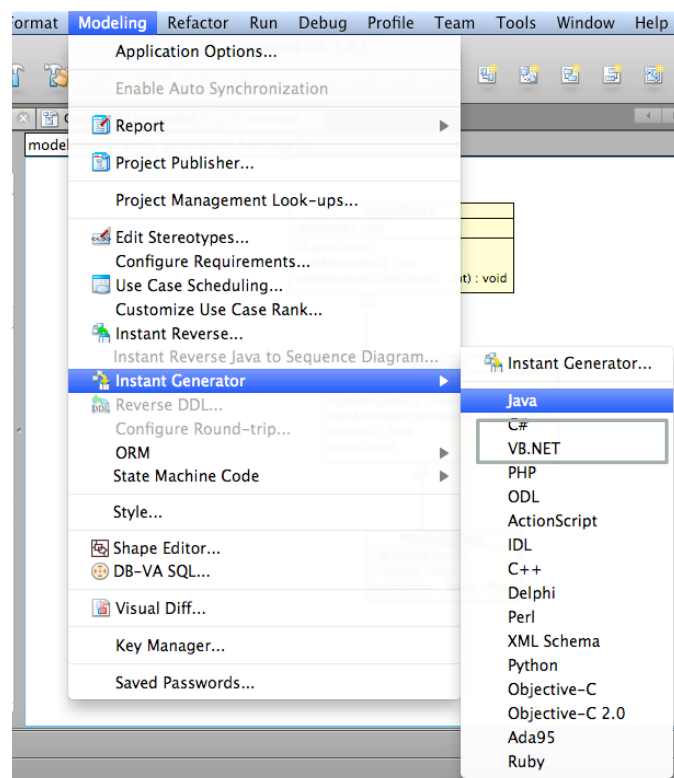 Format Modeling Refactor Run Debug Profile Team Tools Window Help
Application Options...
Enable Auto Synchronization
Report
model
Project Publisher...
Project Management Look-ups...
Edit Stereotypes...
Configure Requirements...
Use Case Scheduling...
t) : void
Customize Use Case Rank...
Instant Reverse...
Instant Reverse Java to Sequence Diagram...
Instant Generator
Reverse DDL...
Configure Round-trip...
ORM
State Machine Code
Style...
Shape Editor...
DB-VA SQL...
Visual Diff...
Key Manager...
Saved Passwords...
Instant Generator...
Java
C#
VB.NET
PHP
ODL
ActionScript
IDL
C++
Delphi
Perl
XML Schema
Python
Objective-C
Objective-C 2.0
Ada95
Ruby